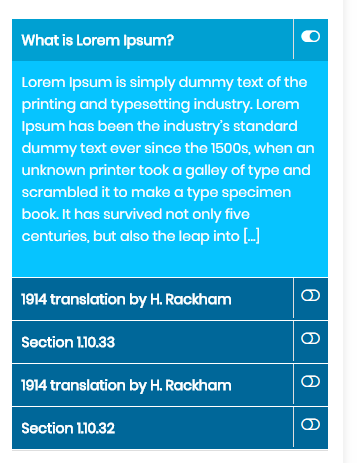 What is Lorem Ipsum?
Lorem Ipsum is simply dummy text of the
printing and typesetting industry. Lorem
Ipsum has been the industry's standard
dummy text ever since the 1500s, when an
unknown printer took a galley of type and
scrambled it to make a type specimen
book. It has survived not only five
centuries, but also the leap into [...]
1914 translation by H. Rackham
Section 1.10.33
1914 translation by H. Rackham
Section 1.10.32